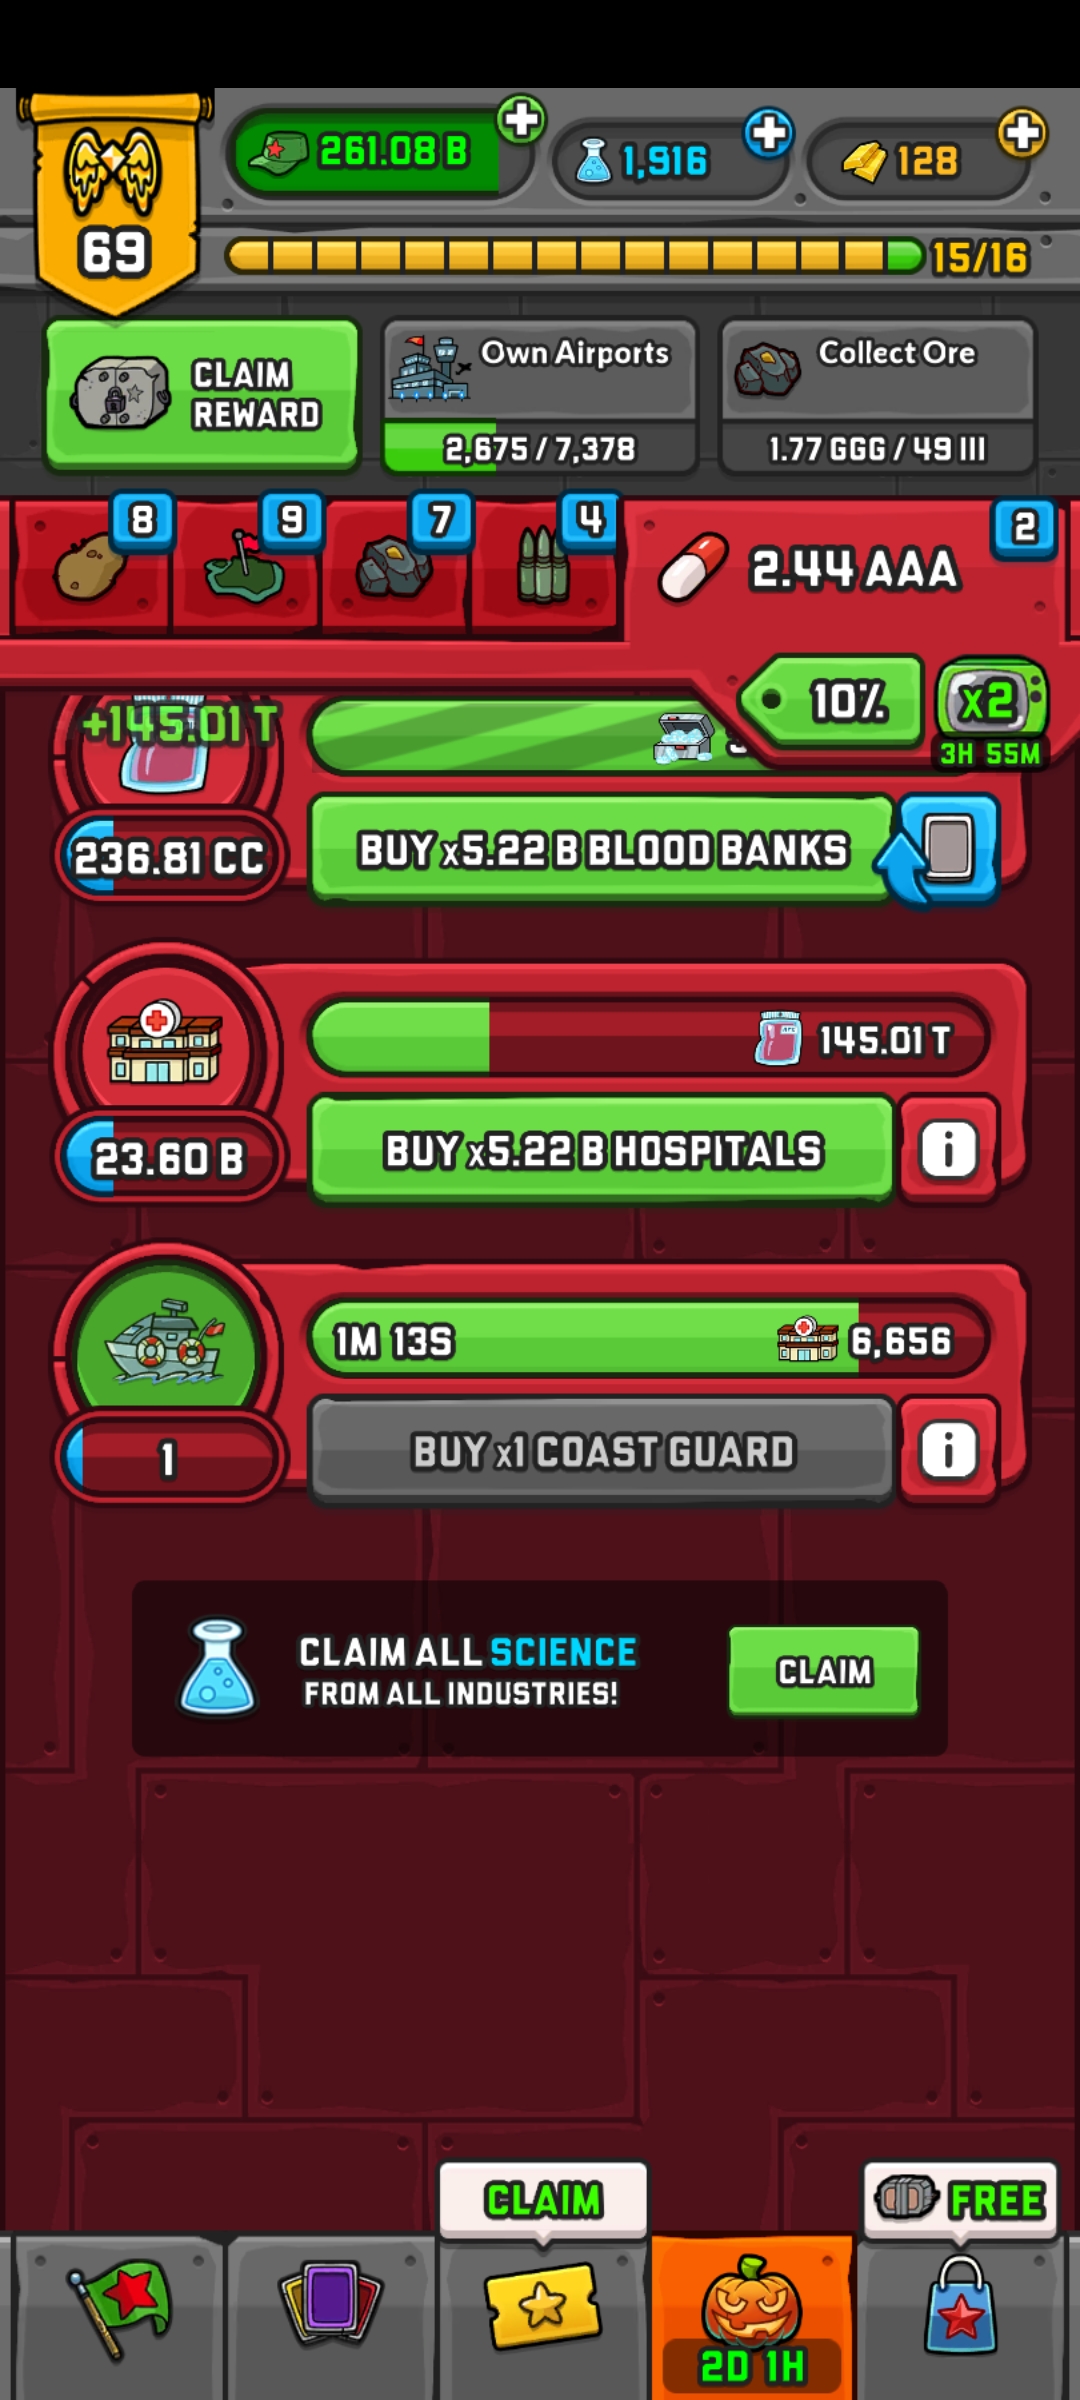 69
261.08 B
1,916
128
15/16
CLAIM
REWARD
Own Airports
2,675 / 7,378
Collect Ore
1.77 GGG / 49 III
8
9
7
4
2
2.44 AAA
10%
x2
3H 55M
+145.01 T
236.81 CC
BUY x5.22 B BLOOD BANKS
145.01 T
23.60 B
BUY x5.22 B HOSPITALS
1M 13S
6,656
1
BUY x1 COAST GUARD
CLAIM ALL SCIENCE
FROM ALL INDUSTRIES!
CLAIM
CLAIM
FREE
2D 1H